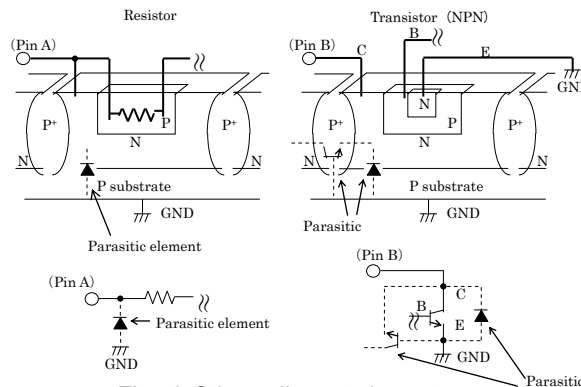 Resistor
Transistor (NPN)
(Pin A)
(Pin B)
C
B
E
GND
P+
P
N
P+
N
N
P substrate
GND
Parasitic element
P+
N
P
N
P+
N
N
P substrate
GND
Parasitic
(Pin A)
Parasitic element
GND
(Pin B)
C
B
E
GND
Parasitic